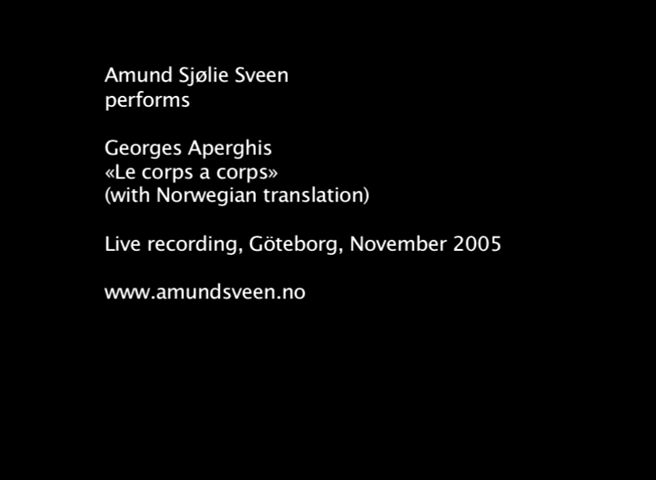 Amund Sjølie Sveen
performs
Georges Aperghis
«Le corps a corps»
(with Norwegian translation)
Live recording, Göteborg, November 2005
www.amundsveen.no